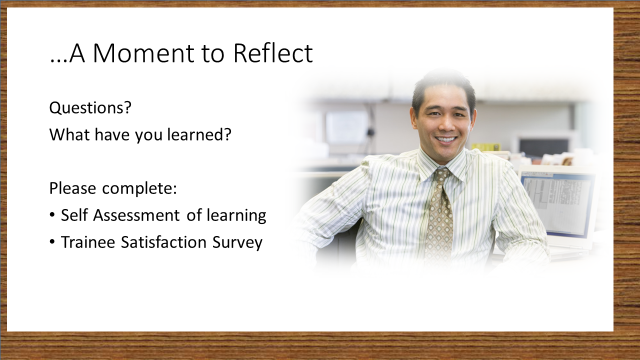 ...A Moment to Reflect
Questions?
What have you learned?
Please complete:
• Self Assessment of learning
• Trainee Satisfaction Survey